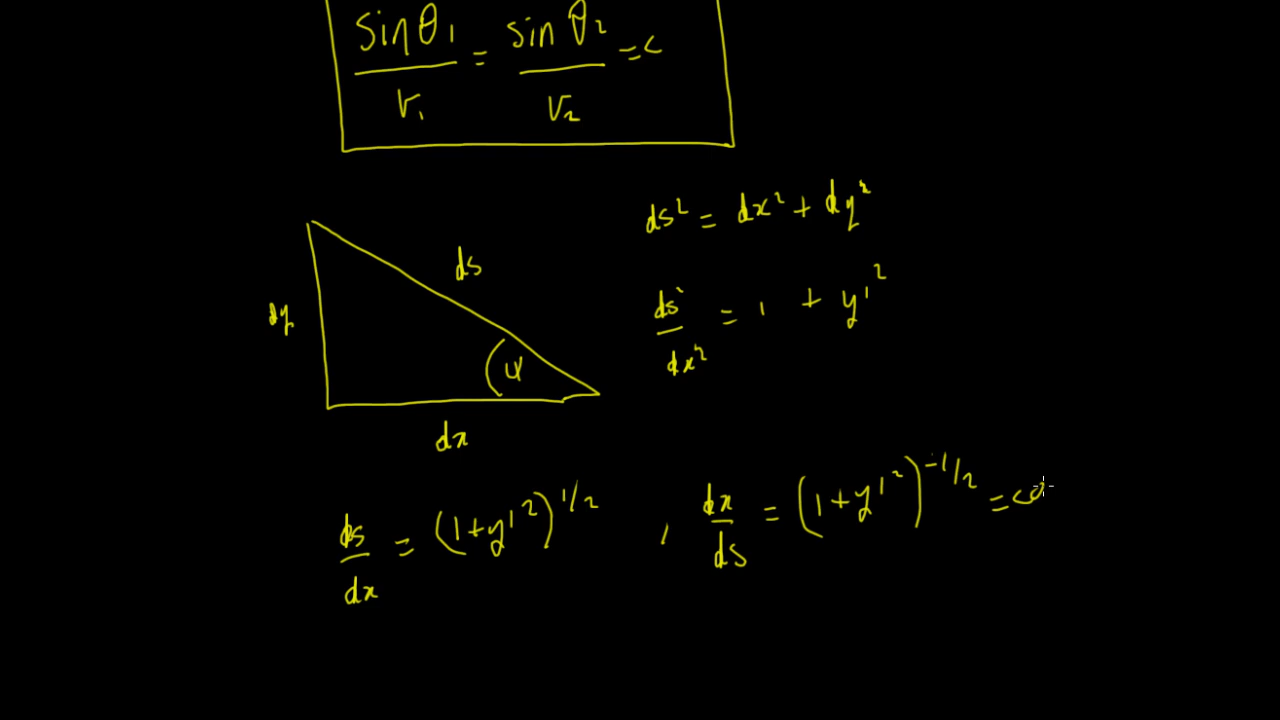 sin θ₁ / v₁ = sin θ₂ / v₂ = c
ds² = dx² + dy²
ds
dy
ds² / dx² = 1 + y'²
ψ
dx
ds / dx = (1 + y'²)^1/2 , dx / ds = (1 + y'²)^-1/2 = co